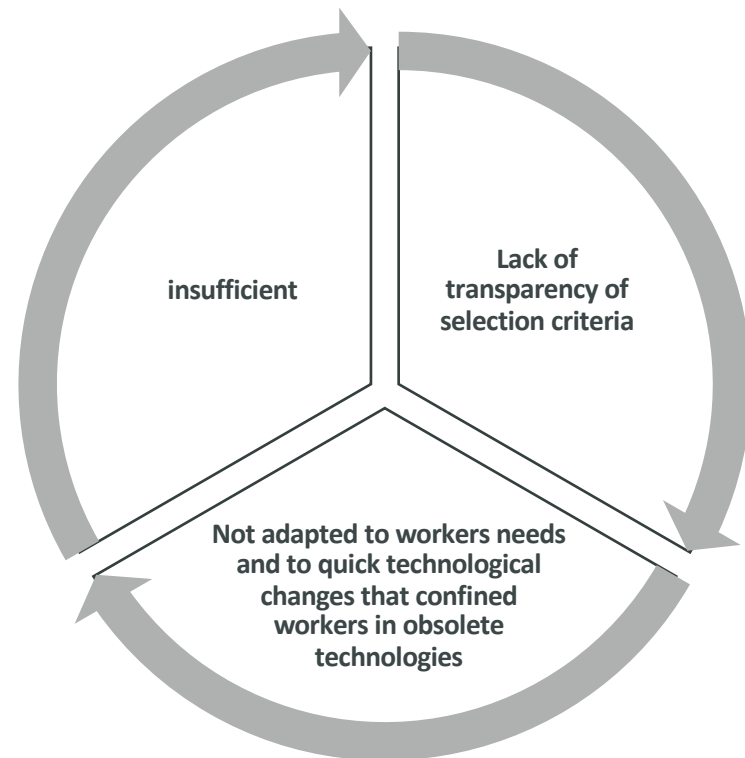 insufficient
Lack of
transparency of
selection criteria
Not adapted to workers needs
and to quick technological
changes that confined
workers in obsolete
technologies